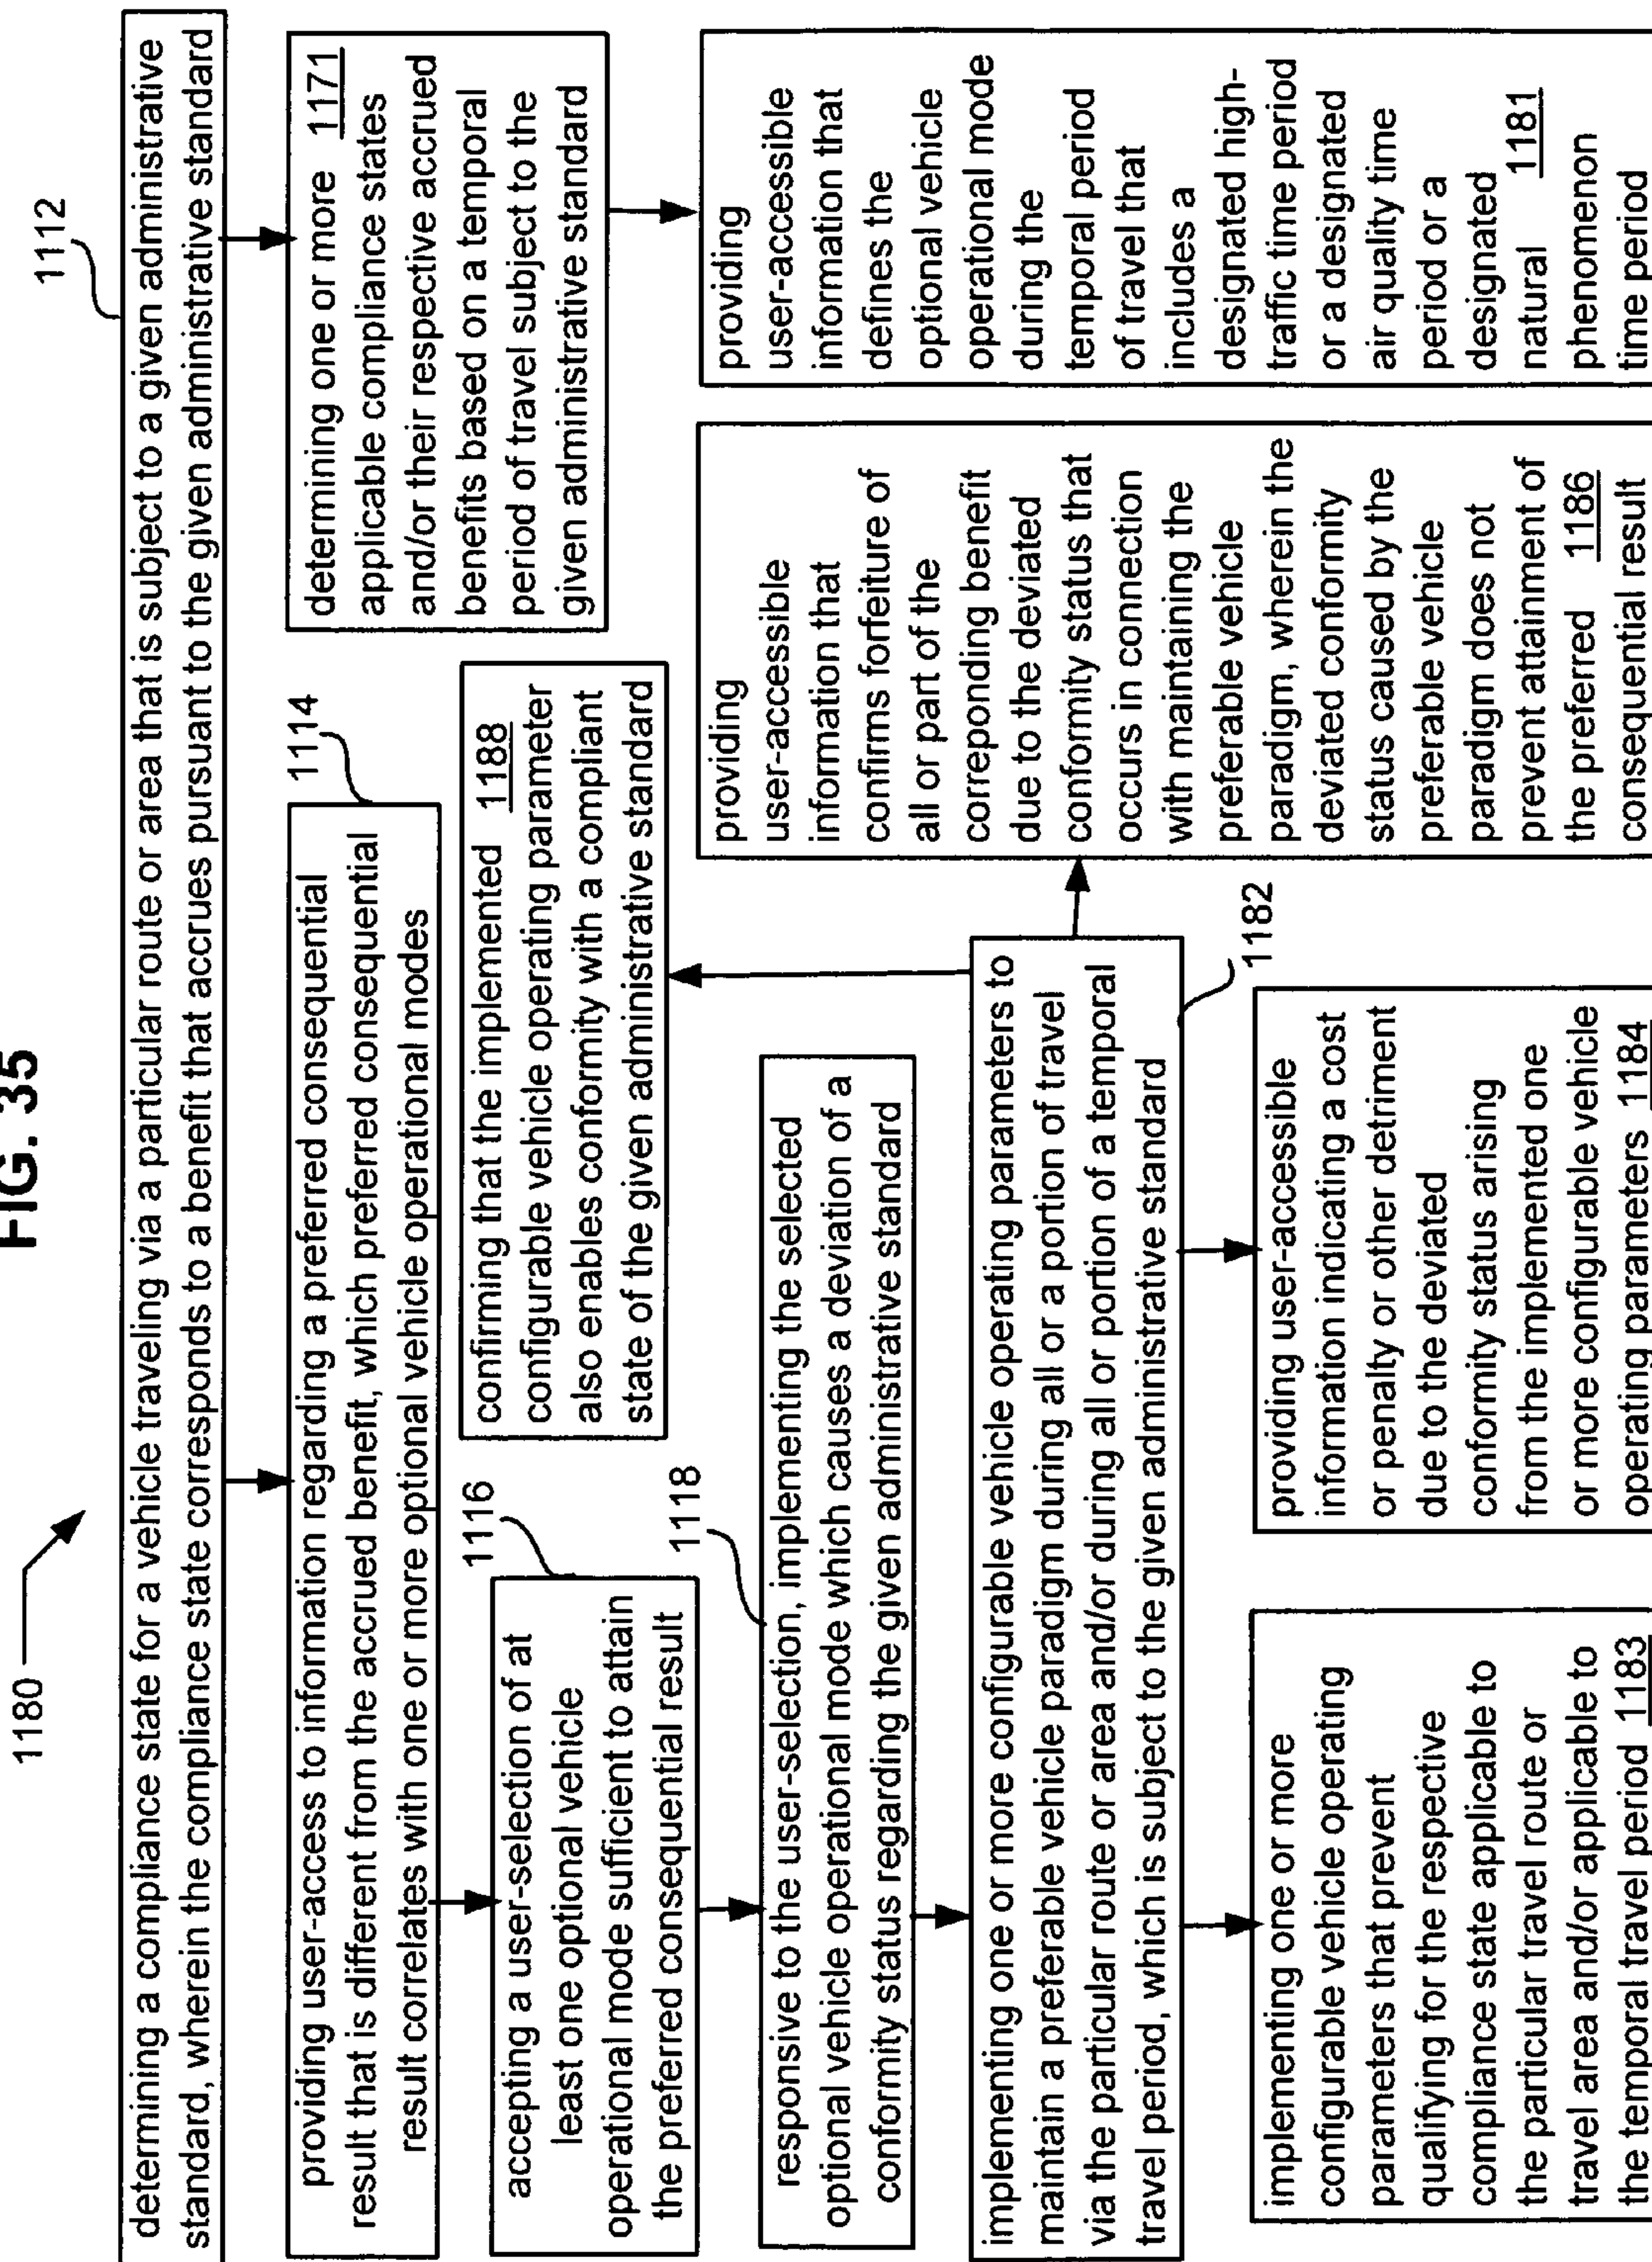 FIG. 35
1180
1112
determining a compliance state for a vehicle traveling via a particular route or area that is subject to a given administrative
standard, wherein the compliance state corresponds to a benefit that accrues pursuant to the given administrative standard
1114
providing user-access to information regarding a preferred consequential
result that is different from the accrued benefit, which preferred consequential
result correlates with one or more optional vehicle operational modes
determining one or more 1171
applicable compliance states
and/or their respective accrued
benefits based on a temporal
period of travel subject to the
given administrative standard
1116
accepting a user-selection of at
least one optional vehicle
operational mode sufficient to attain
the preferred consequential result
confirming that the implemented 1188
configurable vehicle operating parameter
also enables conformity with a compliant
state of the given administrative standard
1118
responsive to the user-selection, implementing the selected
optional vehicle operational mode which causes a deviation of a
conformity status regarding the given administrative standard
implementing one or more configurable vehicle operating parameters to
maintain a preferable vehicle paradigm during all or a portion of travel
via the particular route or area and/or during all or portion of a temporal
travel period, which is subject to the given administrative standard
1182
providing
user-accessible
information that
confirms forfeiture of
all or part of the
correponding benefit
due to the deviated
conformity status that
occurs in connection
with maintaining the
preferable vehicle
paradigm, wherein the
deviated conformity
status caused by the
preferable vehicle
paradigm does not
prevent attainment of
the preferred 1186
consequential result
providing
user-accessible
information that
defines the
optional vehicle
operational mode
during the
temporal period
of travel that
includes a
designated high-
traffic time period
or a designated
air quality time
period or a
designated
natural 1181
phenomenon
time period
implementing one or more
configurable vehicle operating
parameters that prevent
qualifying for the respective
compliance state applicable to
the particular travel route or
travel area and/or applicable to
the temporal travel period 1183
providing user-accessible
information indicating a cost
or penalty or other detriment
due to the deviated
conformity status arising
from the implemented one
or more configurable vehicle
operating parameters 1184